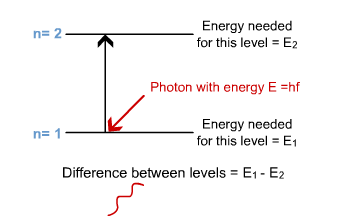 n= 2
Energy needed
for this level = E₂
Photon with energy E =hf
n= 1
Energy needed
for this level = E₁
Difference between levels = E₁ - E₂